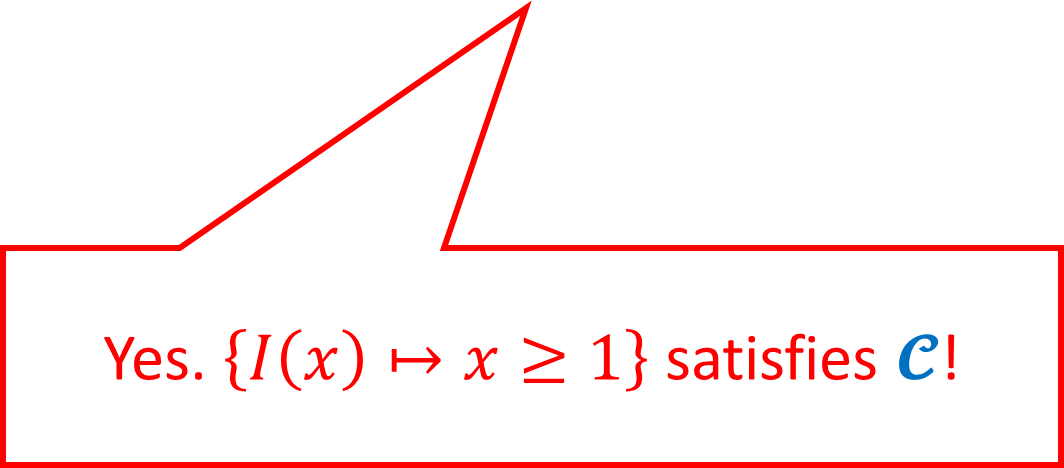 Yes. {𝐼(𝑥) ↦ 𝑥 ≥ 1} satisfies 𝓒!